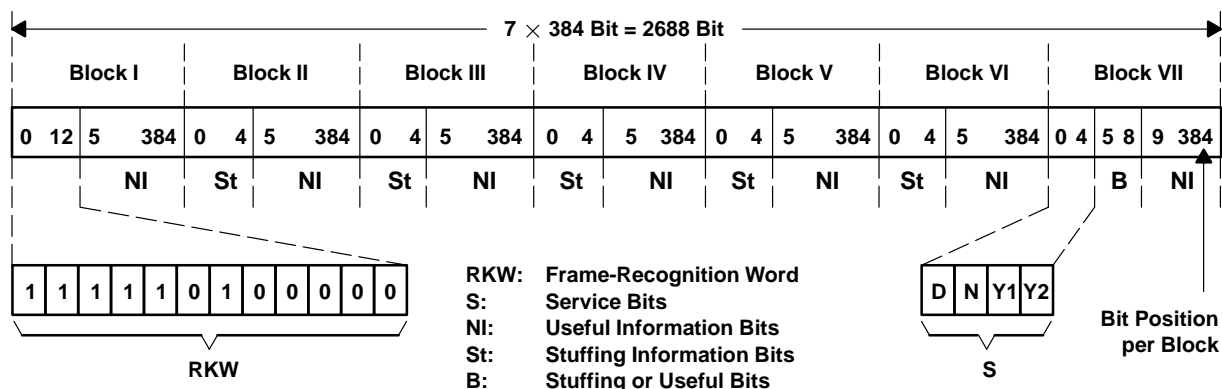 7 × 384 Bit = 2688 Bit
Block I Block II Block III Block IV Block V Block VI Block VII
0 12 5 384 0 4 5 384 0 4 5 384 0 4 5 384 0 4 5 384 0 4 5 384 0 4 5 8 9 384
NI St NI St NI St NI St NI St NI B NI
1 1 1 1 1 0 1 0 0 0 0 0
RKW
RKW: Frame-Recognition Word
S: Service Bits
NI: Useful Information Bits
St: Stuffing Information Bits
B: Stuffing or Useful Bits
D N Y1 Y2
S
Bit Position
per Block